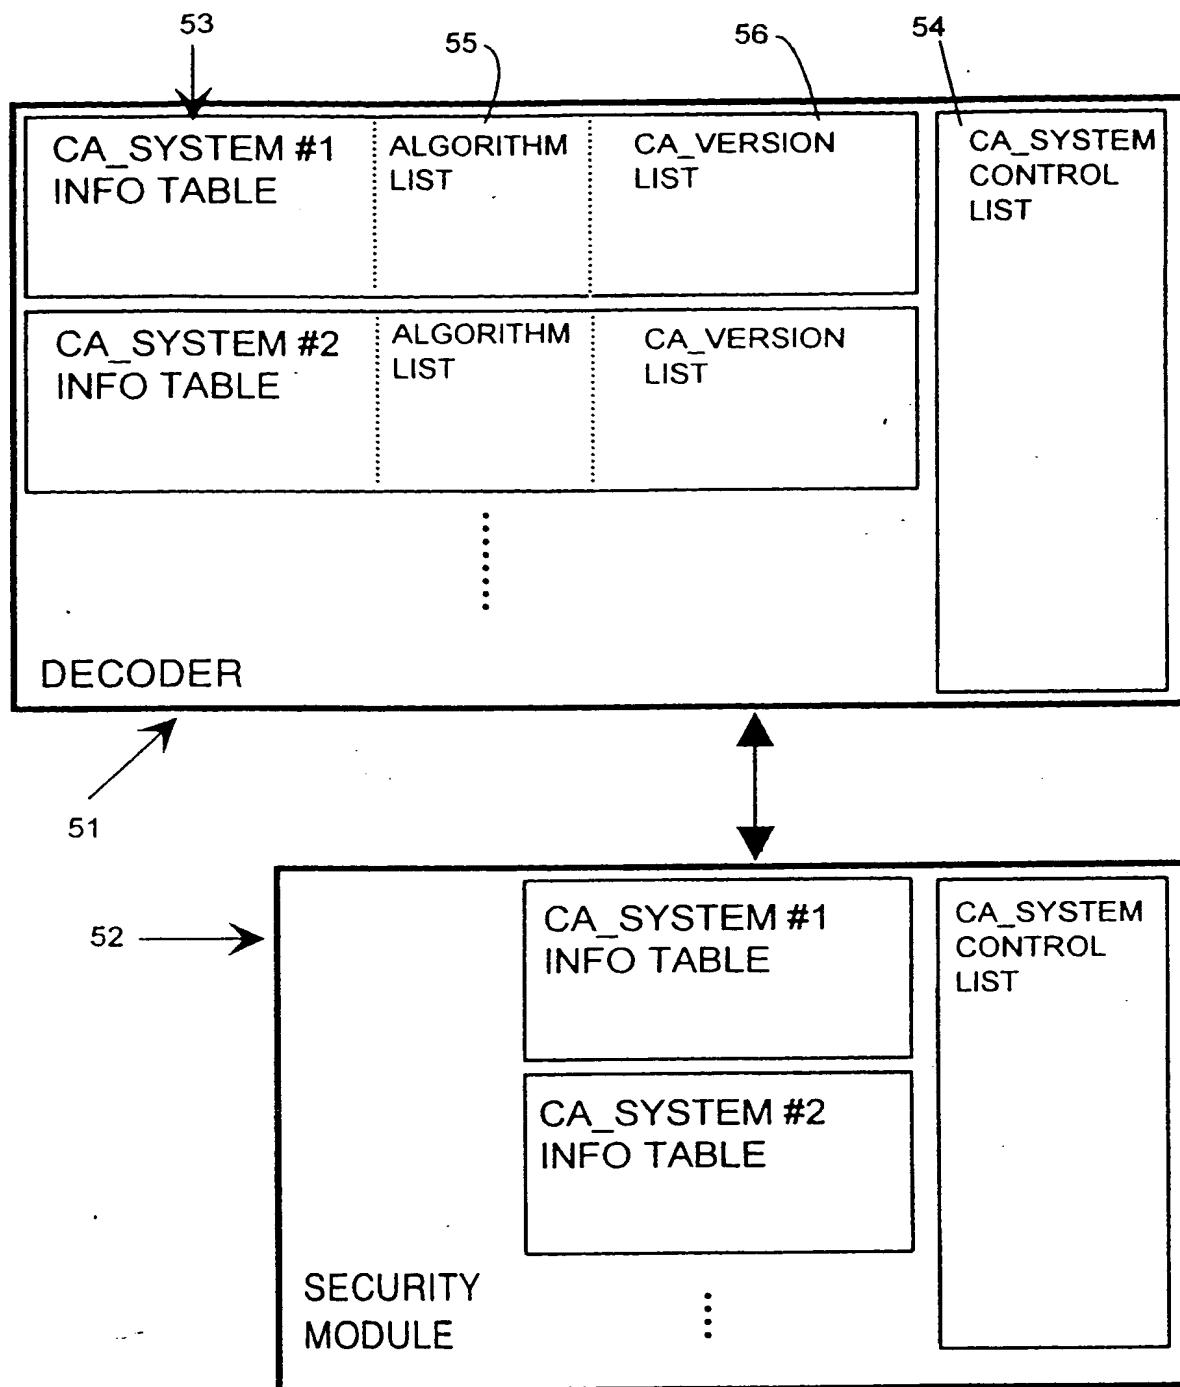 53
55
56
54
CA_SYSTEM #1
INFO TABLE
ALGORITHM
LIST
CA_VERSION
LIST
CA_SYSTEM
CONTROL
LIST
CA_SYSTEM #2
INFO TABLE
ALGORITHM
LIST
CA_VERSION
LIST
DECODER
51
52
CA_SYSTEM #1
INFO TABLE
CA_SYSTEM
CONTROL
LIST
CA_SYSTEM #2
INFO TABLE
SECURITY
MODULE